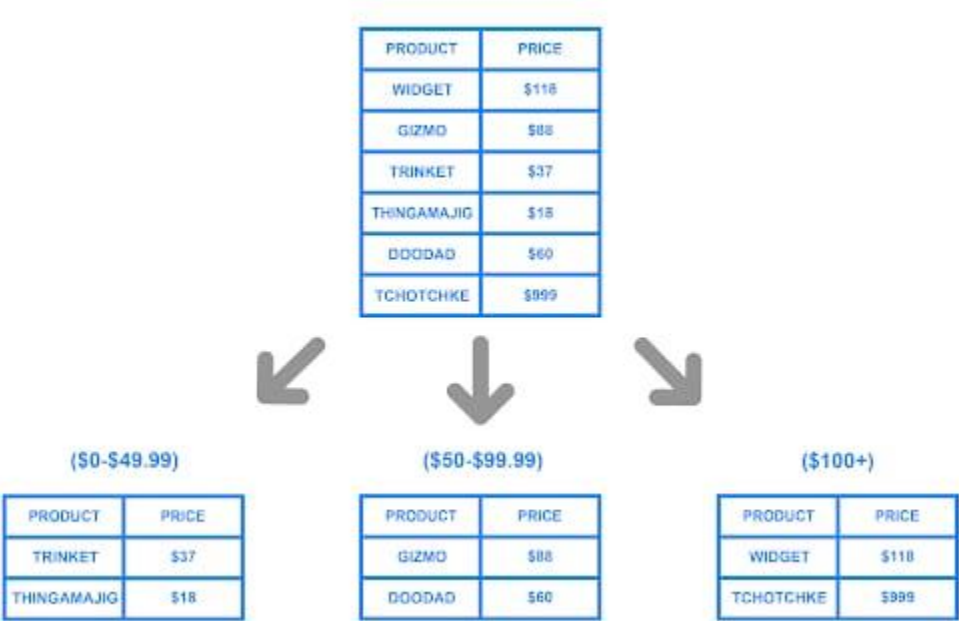 PRODUCT PRICE
WIDGET $118
GIZMO $88
TRINKET $37
THINGAMAJIG $18
DOODAD $60
TCHOTCHKE $999
($0-$49.99) ($50-$99.99) ($100+)
PRODUCT PRICE PRODUCT PRICE PRODUCT PRICE
TRINKET $37 GIZMO $88 WIDGET $118
THINGAMAJIG $18 DOODAD $60 TCHOTCHKE $999